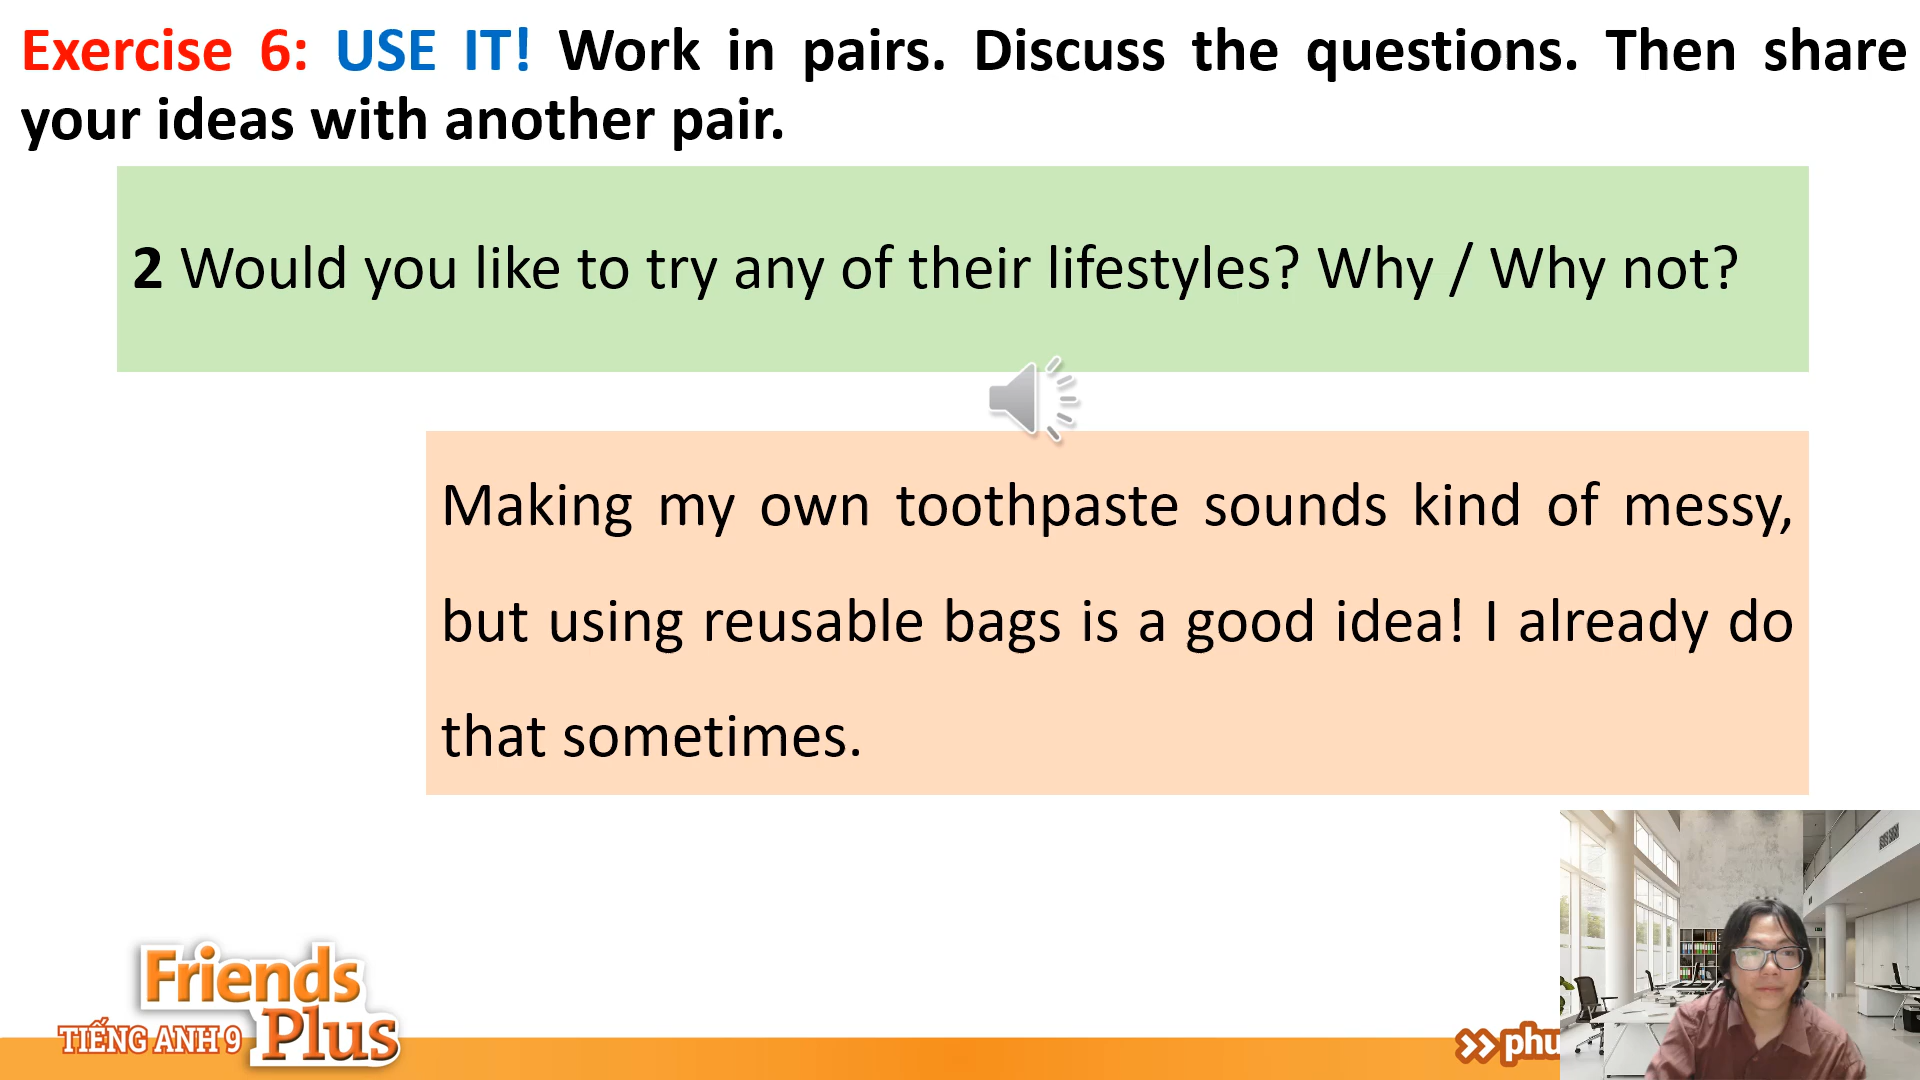 Exercise 6: USE IT! Work in pairs. Discuss the questions. Then share
your ideas with another pair.
2 Would you like to try any of their lifestyles? Why / Why not?
Making my own toothpaste sounds kind of messy,
but using reusable bags is a good idea! I already do
that sometimes.
Friends
Plus
TIẾNG ANH 9